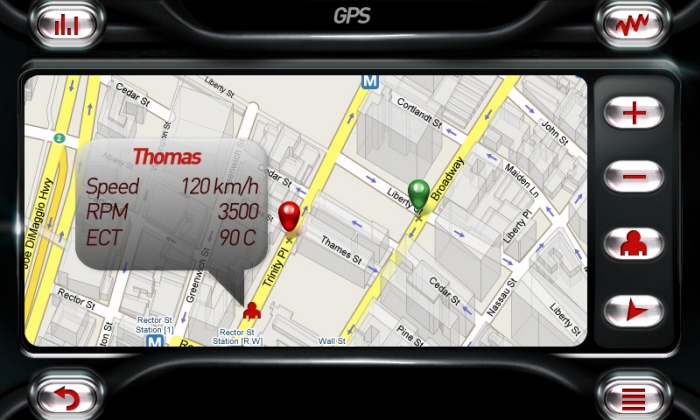 GPS
M
Cedar St
Liberty St
Cortlandt St
John St
2
Thomas
Speed 120 km/h
RPM 3500
ECT 90 C
Maiden Ln
Broadway
Liberty St
Liberty Pl
Cedar St
Thames St
Trinity Pl
Greenwich St
Joe DiMaggio Hwy
Cedar St
Nassau St
Liberty St
Rector St
Rector St
Station [1]
M
Rector St
Station [R,W]
Wall St
Pine St